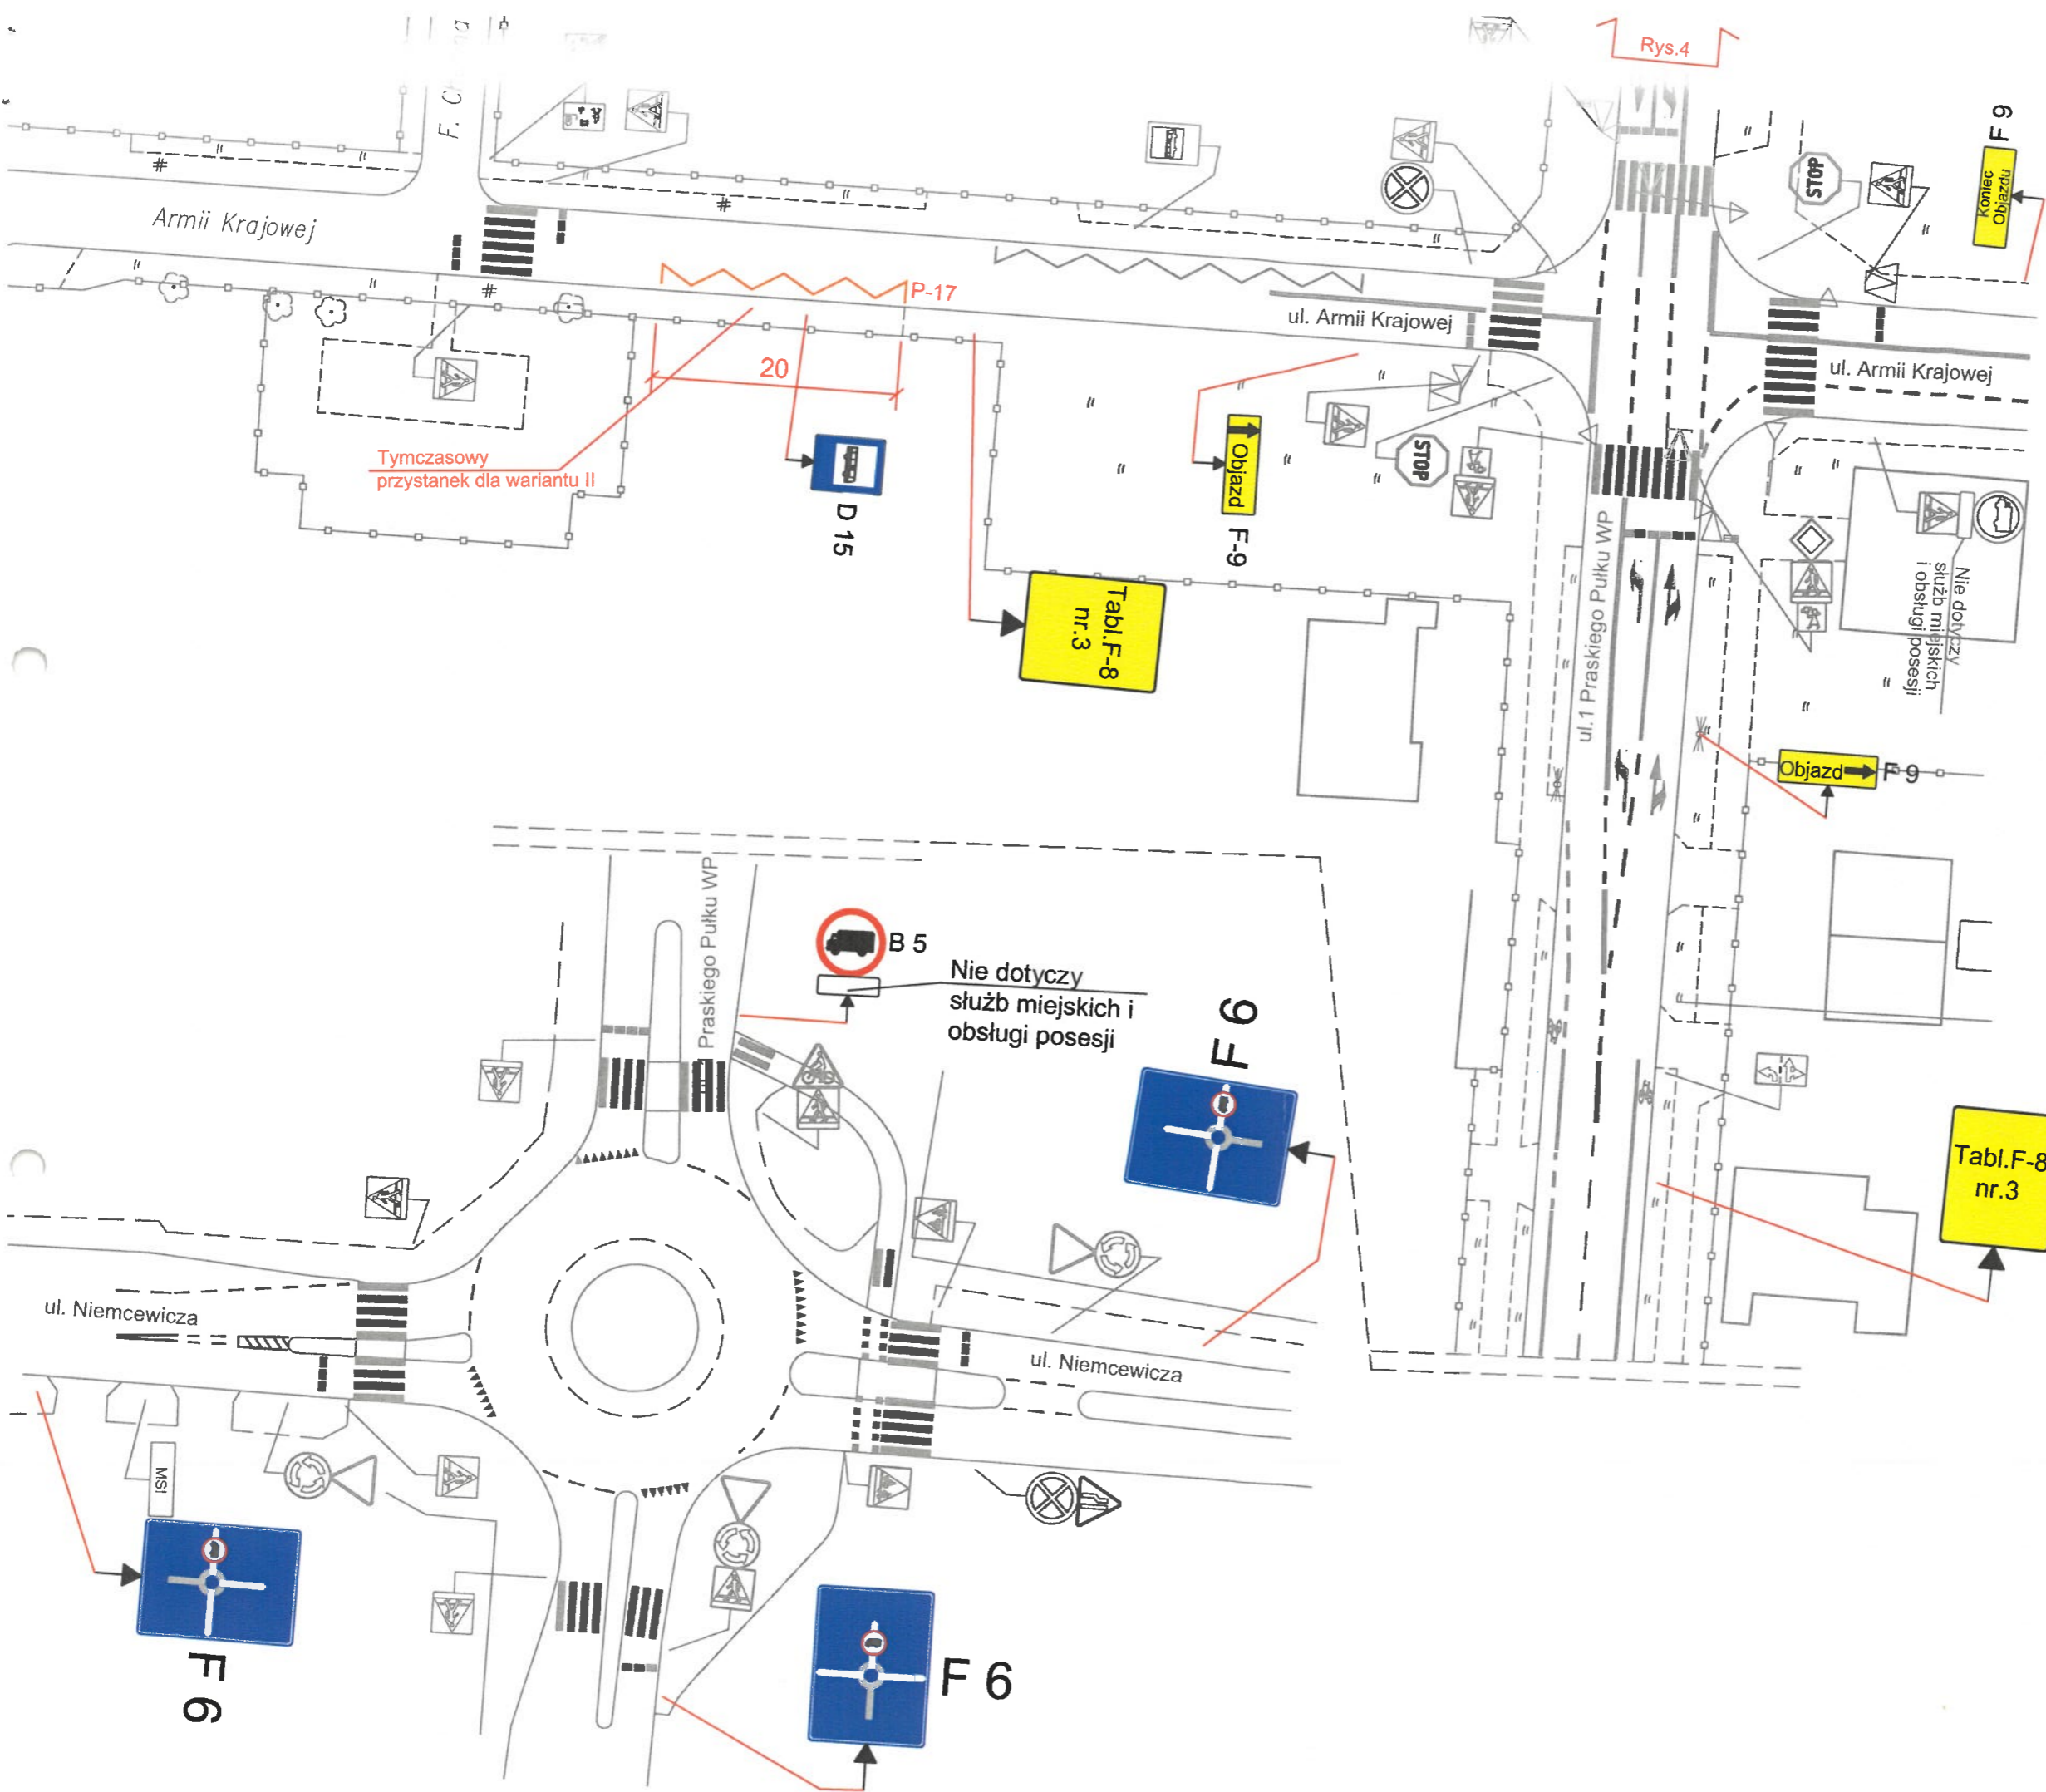 Rys.4
F 9
Koniec
Objazdu
STOP
F.
Armii Krajowej
P-17
ul. Armii Krajowej
ul. Armii Krajowej
20
Tymczasowy
przystanek dla wariantu II
D 15
Objazd
F-9
STOP
Tabl.F-8
nr.3
ul.1 Praskiego Pułku WP
Nie dotyczy
służb miejskich
i obsługi posesji
Objazd
F 9
Praskiego Pułku WP
B 5
Nie dotyczy
służb miejskich i
obsługi posesji
F 6
Tabl.F-8
nr.3
ul. Niemcewicza
ul. Niemcewicza
MSI
F 6
F 6